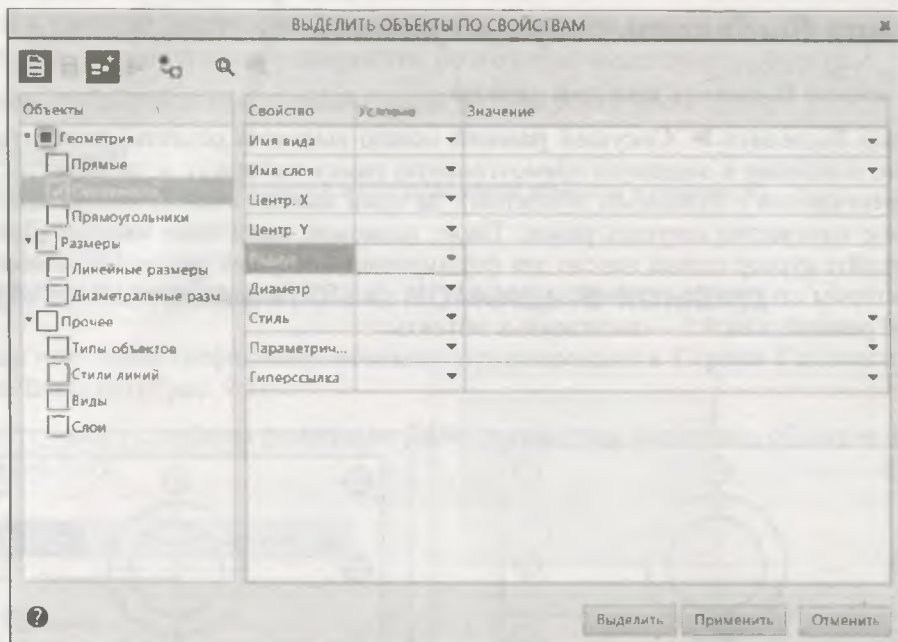 ВЫДЕЛИТЬ ОБЪЕКТЫ ПО СВОЙСТВАМ
Объекты
Геометрия
Прямые
Окружности
Прямоугольники
Размеры
Линейные размеры
Диаметральные разм
Прочее
Типы объектов
Стили линий
Виды
Слои
Свойство Условие Значение
Имя вида
Имя слоя
Центр. X
Центр. Y
Радиус
Диаметр
Стиль
Параметрич...
Гиперссылка
Выделить Применить Отменить